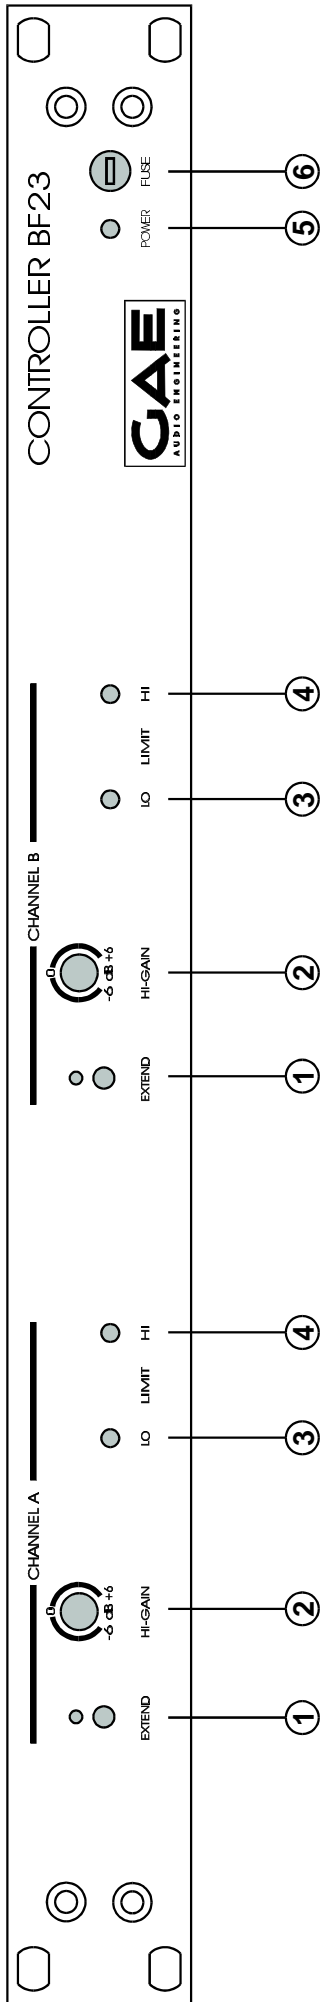 CHANNEL A
EXTEND
-6 dB +6
0
HI-GAIN
LO
LIMIT
HI
1
2
3
4
CHANNEL B
EXTEND
-6 dB +6
0
HI-GAIN
LO
LIMIT
HI
1
2
3
4
CONTROLLER BF23
GAE
AUDIO ENGINEERING
POWER
FUSE
5
6